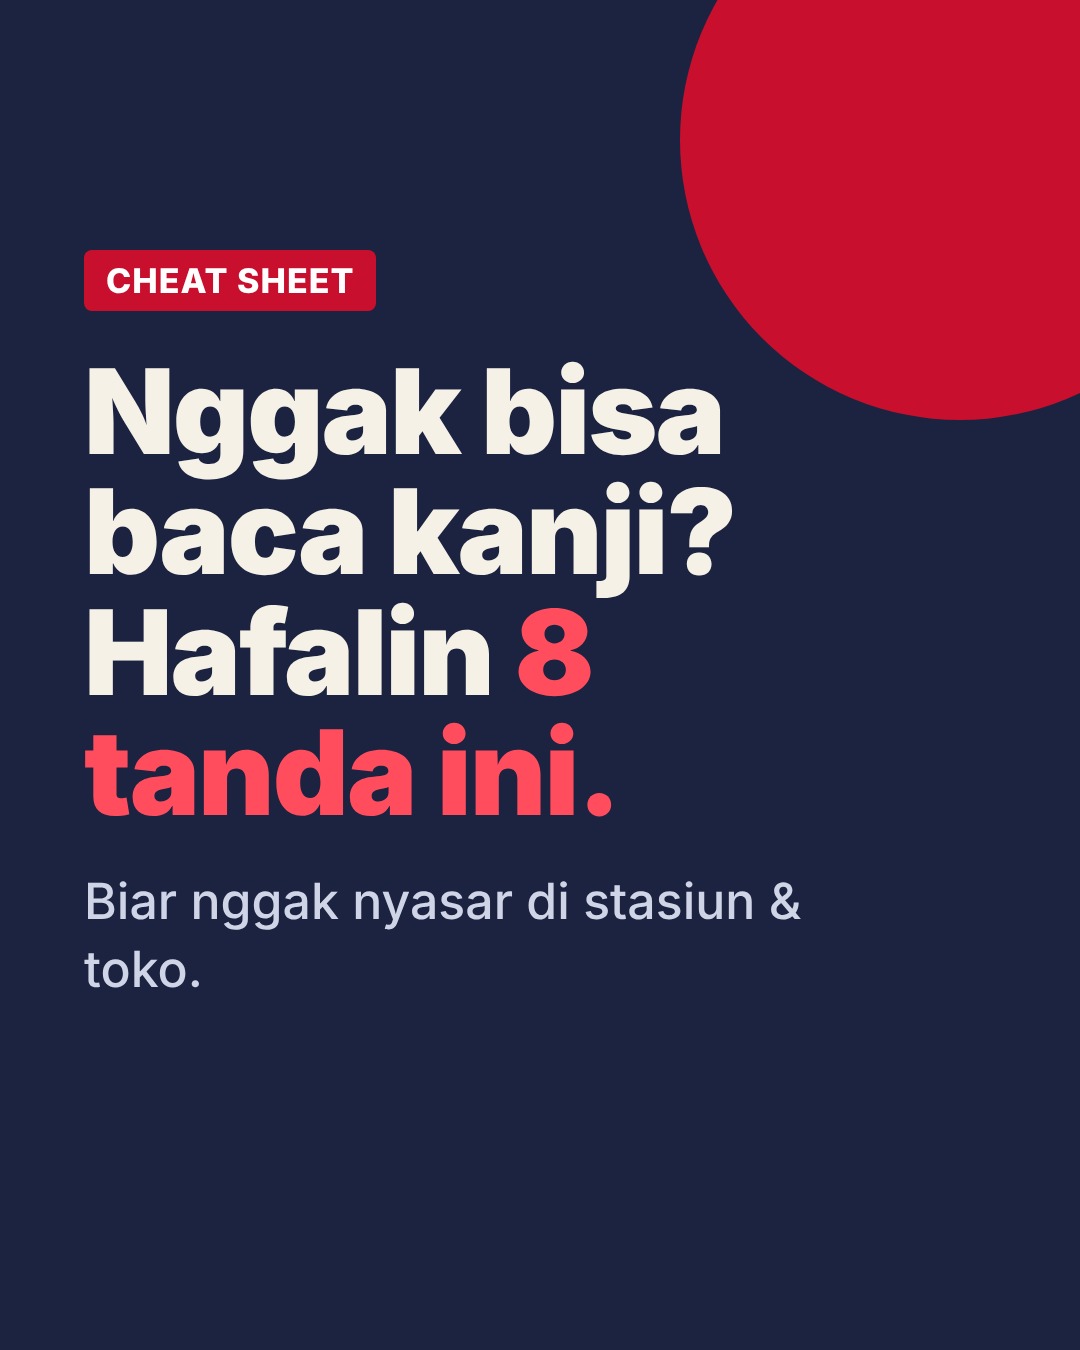 CHEAT SHEET
Nggak bisa
baca kanji?
Hafalin 8
tanda ini.
Biar nggak nyasar di stasiun &
toko.